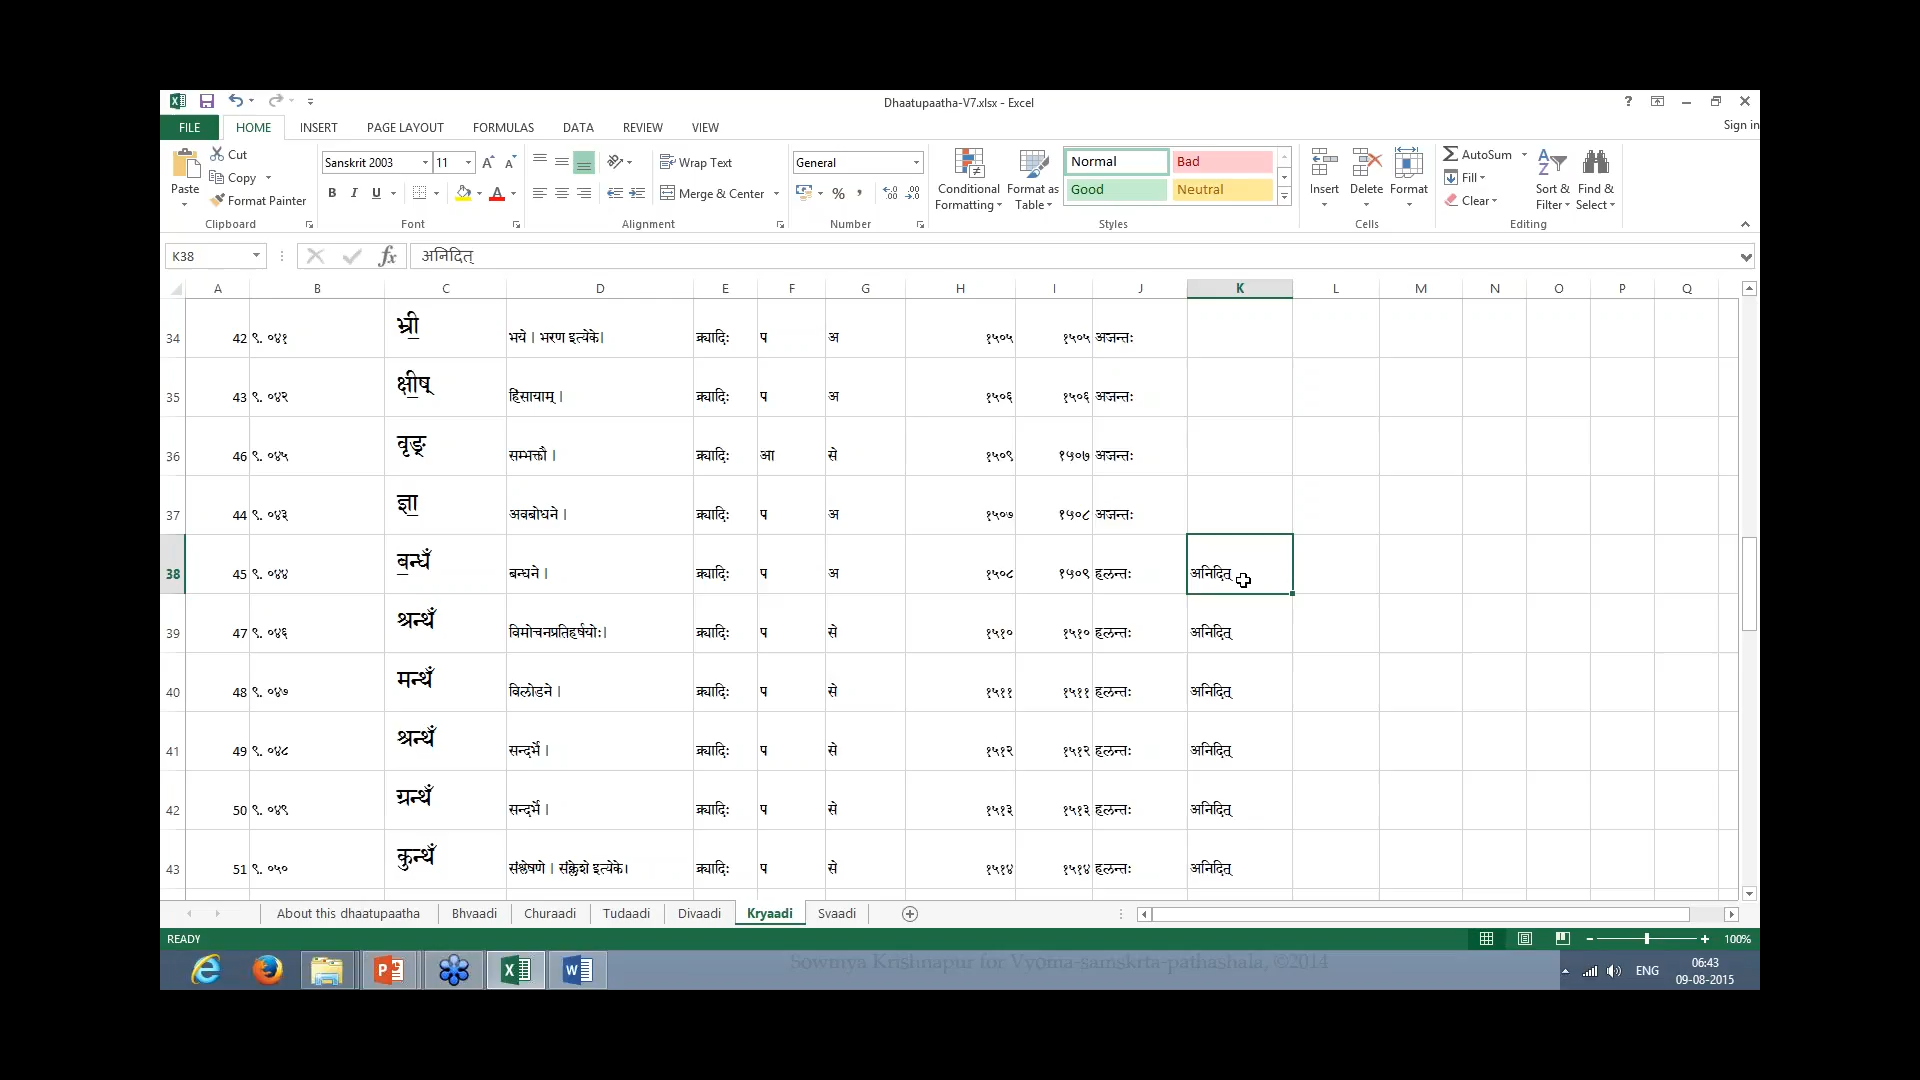 Dhaatupaatha-V7.xlsx - Excel
Sign in
FILE HOME INSERT PAGE LAYOUT FORMULAS DATA REVIEW VIEW
Paste Cut Copy Format Painter Clipboard
Sanskrit 2003 11 B I U Font
Wrap Text Merge & Center Alignment
General % , Number
Conditional Formatting Format as Table Normal Bad Good Neutral Styles
Insert Delete Format Cells
AutoSum Fill Clear Sort & Filter Find & Select Editing
K38 fx अनिदित्
A B C D E F G H I J K L M N O P Q
34 42 ९. ०४१ भ्री भये । भरण इत्येके। क्र्यादिः प अ १५०५ १५०५ अजन्तः
35 43 ९. ०४२ क्षीष् हिंसायाम् । क्र्यादिः प अ १५०६ १५०६ अजन्तः
36 46 ९. ०४५ वृङ् सम्भक्तौ । क्र्यादिः आ से १५०९ १५०७ अजन्तः
37 44 ९. ०४३ ज्ञा अवबोधने । क्र्यादिः प अ १५०७ १५०८ अजन्तः
38 45 ९. ०४४ बन्धँ बन्धने । क्र्यादिः प अ १५०८ १५०९ हलन्तः अनिदित्
39 47 ९. ०४६ श्रन्थँ विमोचनप्रतिहर्षयोः। क्र्यादिः प से १५१० १५१० हलन्तः अनिदित्
40 48 ९. ०४७ मन्थँ विलोडने । क्र्यादिः प से १५११ १५११ हलन्तः अनिदित्
41 49 ९. ०४८ श्रन्थँ सन्दर्भे । क्र्यादिः प से १५१२ १५१२ हलन्तः अनिदित्
42 50 ९. ०४९ ग्रन्थँ सन्दर्भे । क्र्यादिः प से १५१३ १५१३ हलन्तः अनिदित्
43 51 ९. ०५० कुन्थँ संश्लेषणे । संक्लेशे इत्येके। क्र्यादिः प से १५१४ १५१४ हलन्तः अनिदित्
About this dhaatupaatha Bhvaadi Churaadi Tudaadi Divaadi Kryaadi Svaadi
READY 100%
Sowmya Krishnapur for Vyoma-samskrta-pathashala, ©2014
ENG 06:43
09-08-2015